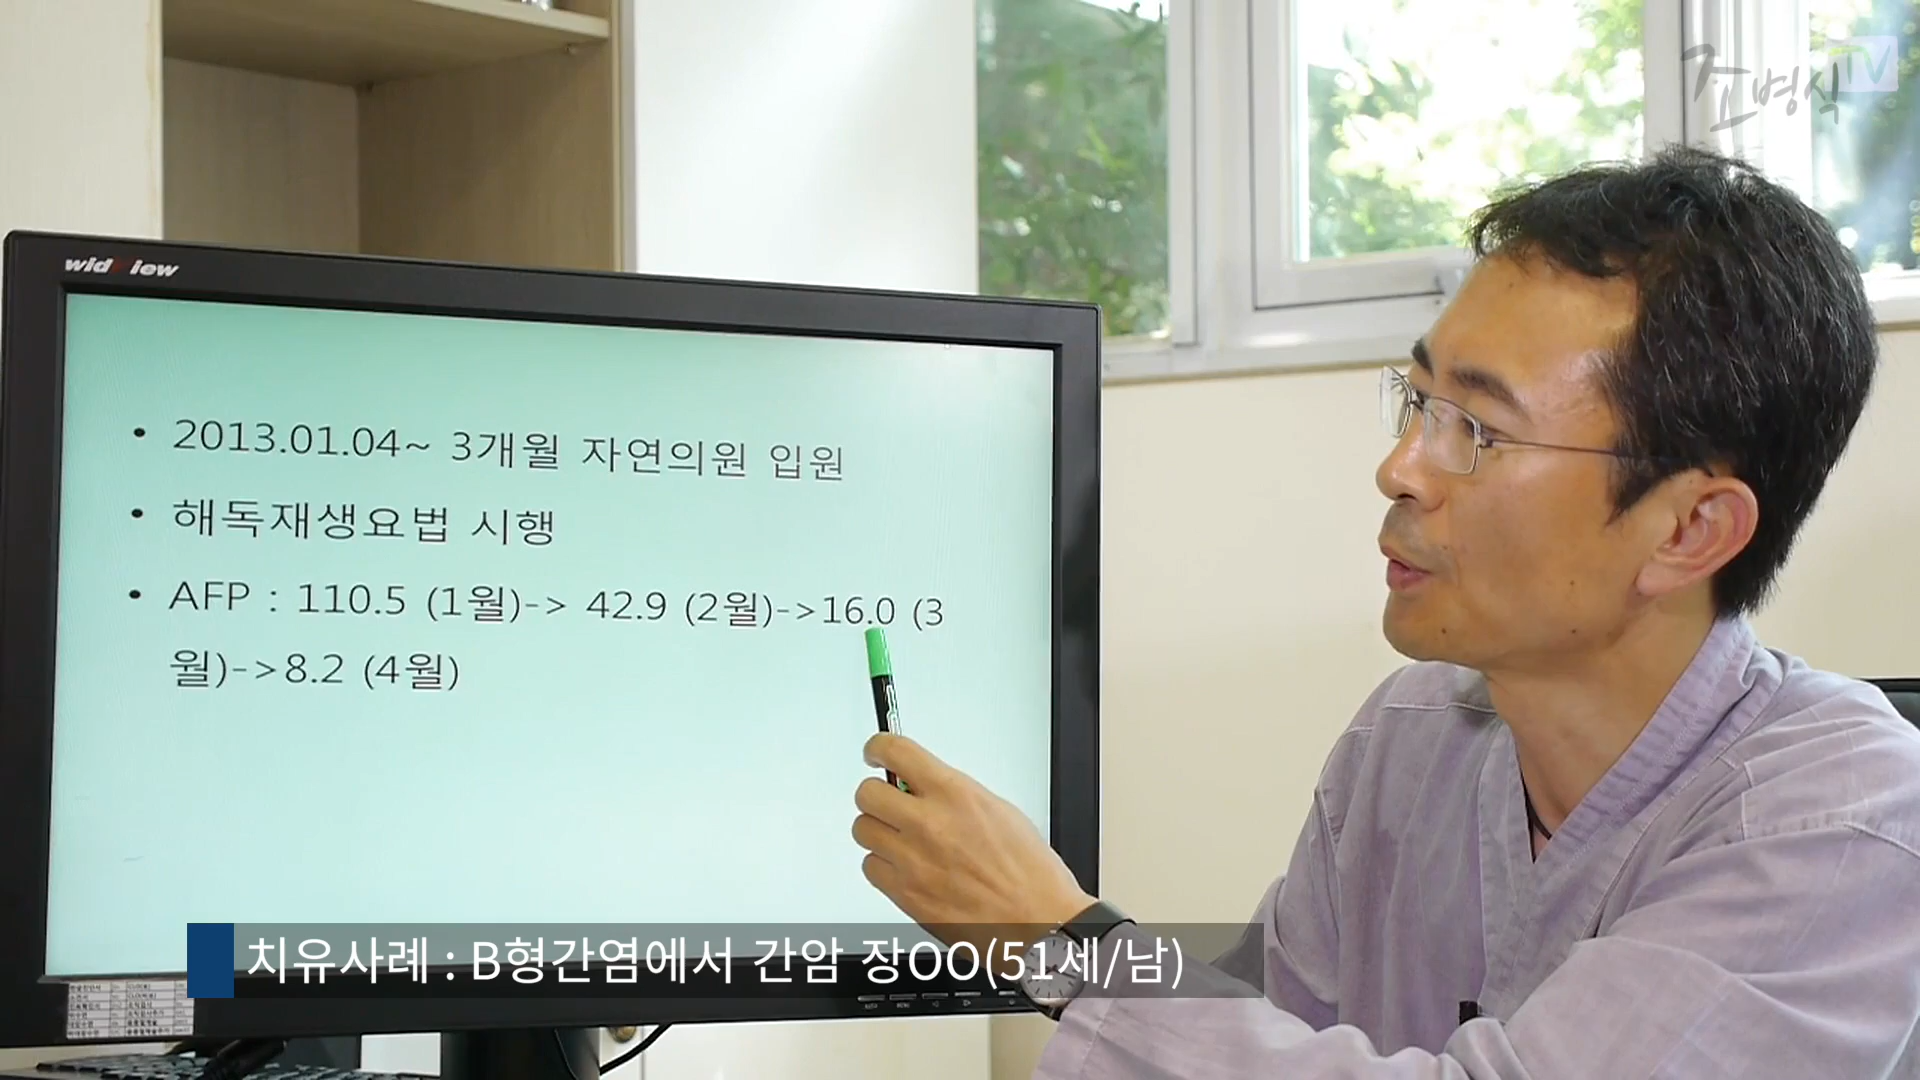 조병식TV
widView
• 2013.01.04~ 3개월 자연의원 입원
• 해독재생요법 시행
• AFP : 110.5 (1월)-> 42.9 (2월)->16.0 (3
월)->8.2 (4월)
치유사례 : B형간염에서 간암 장OO(51세/남)